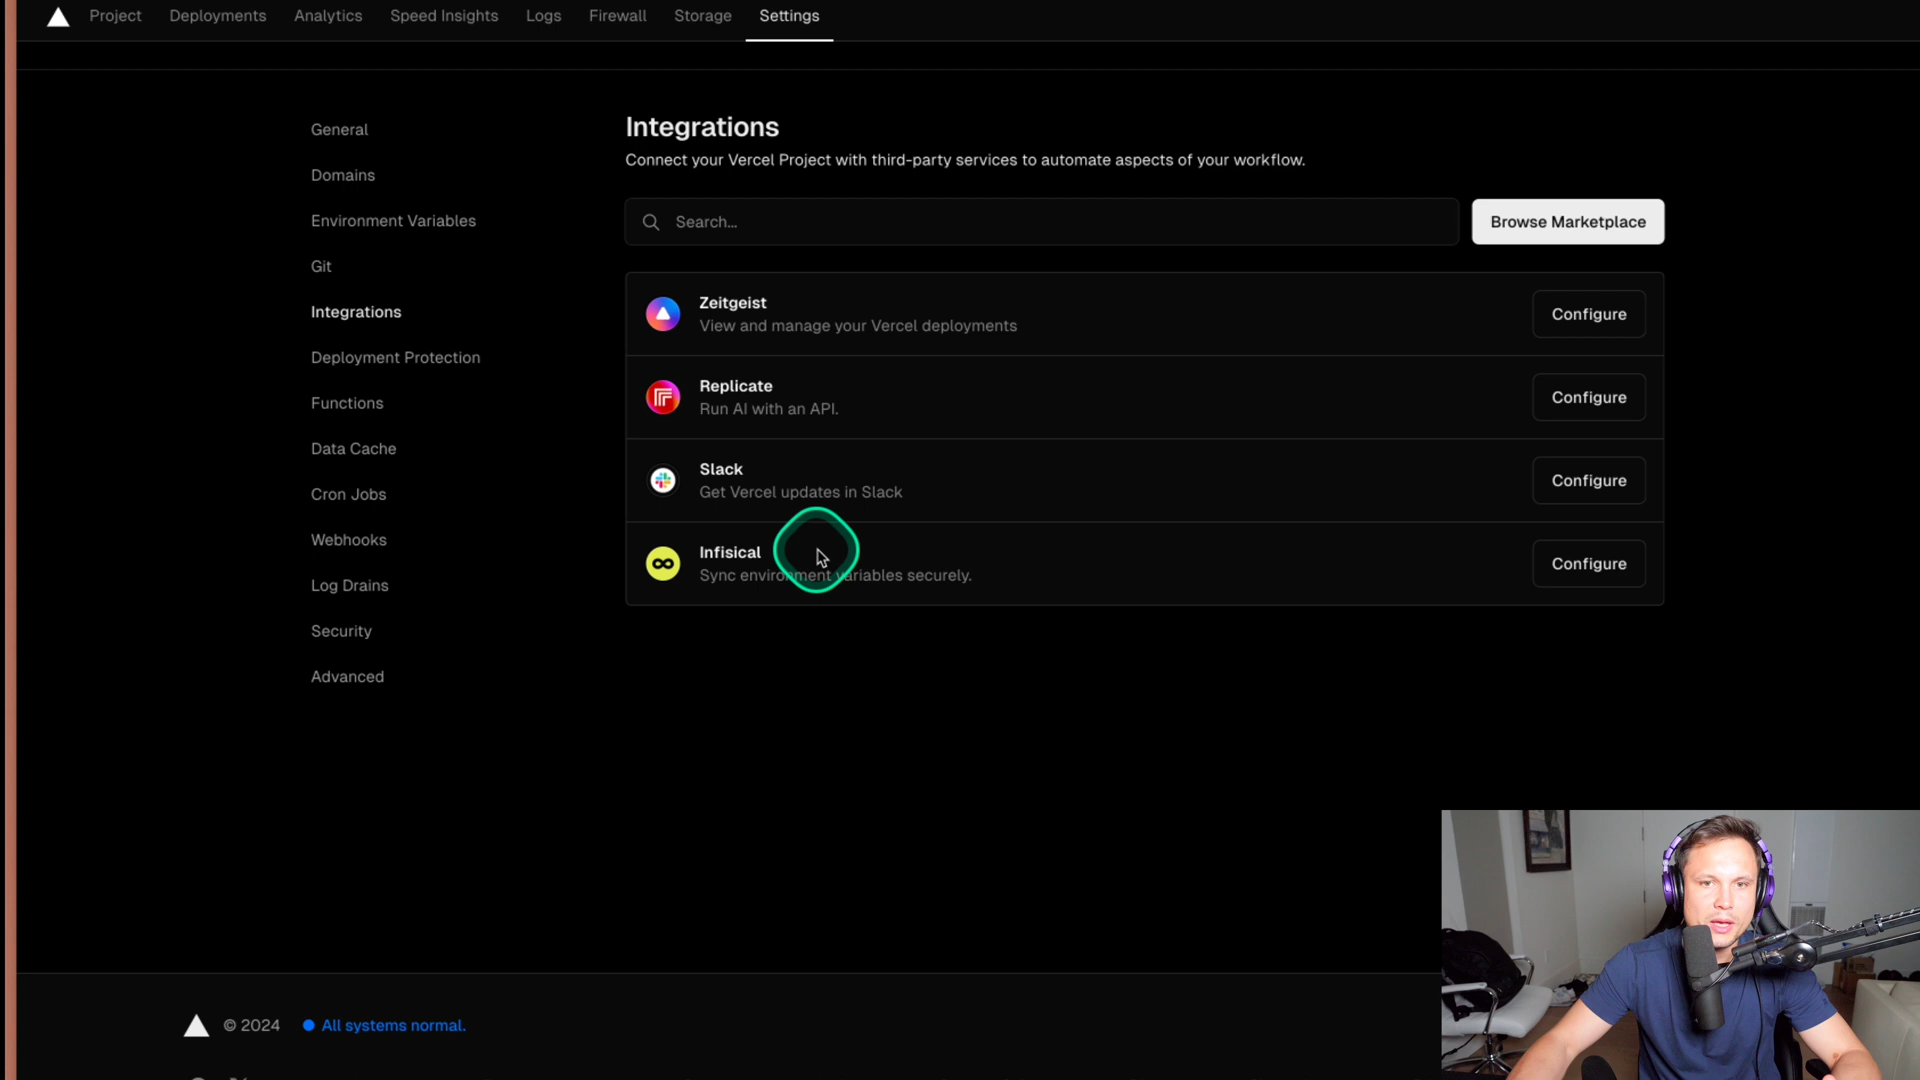 Project Deployments Analytics Speed Insights Logs Firewall Storage Settings
General
Domains
Environment Variables
Git
Integrations
Deployment Protection
Functions
Data Cache
Cron Jobs
Webhooks
Log Drains
Security
Advanced
Integrations
Connect your Vercel Project with third-party services to automate aspects of your workflow.
Search...
Browse Marketplace
Zeitgeist
View and manage your Vercel deployments
Configure
Replicate
Run AI with an API.
Configure
Slack
Get Vercel updates in Slack
Configure
Infisical
Sync environment variables securely.
Configure
© 2024
All systems normal.